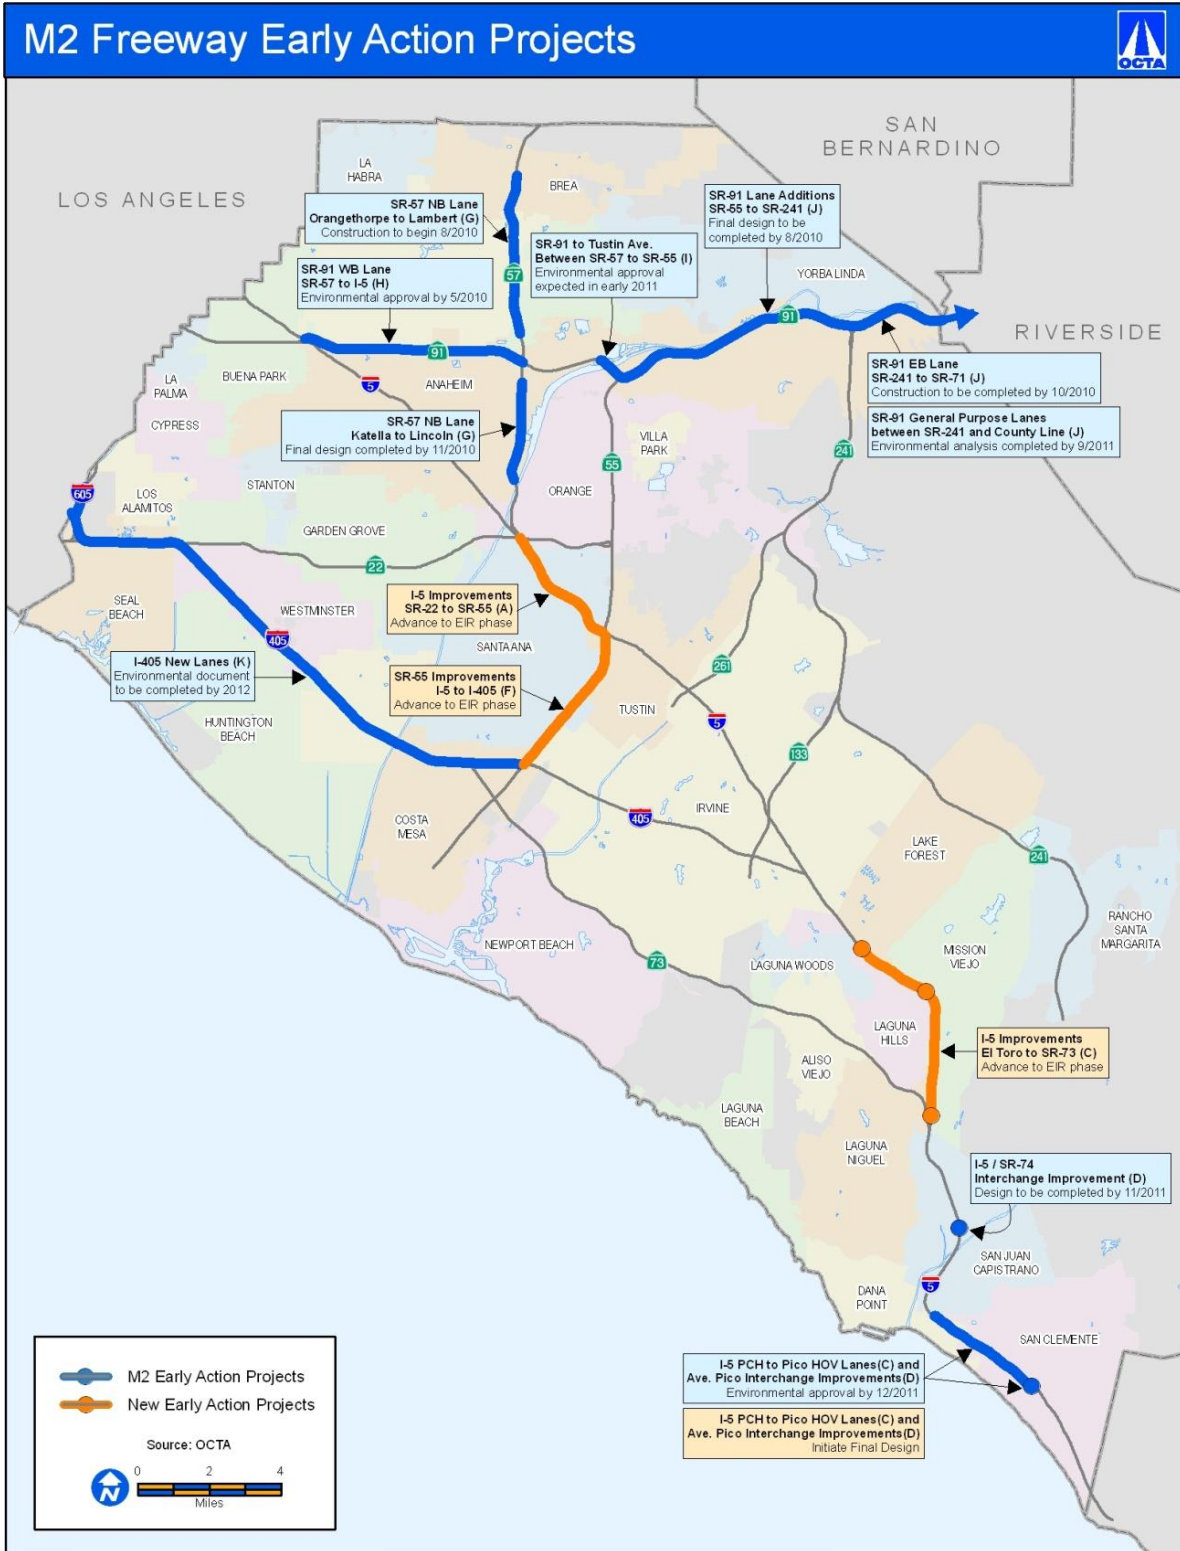 M2 Freeway Early Action Projects
OCTA
SAN
BERNARDINO
LOS ANGELES
RIVERSIDE
LA
HABRA
BREA
SR-57 NB Lane
Orangethorpe to Lambert (G)
Construction to begin 8/2010
SR-91 Lane Additions
SR-55 to SR-241 (J)
Final design to be
completed by 8/2010
SR-91 to Tustin Ave.
Between SR-57 to SR-55 (I)
Environmental approval
expected in early 2011
SR-91 WB Lane
SR-57 to I-5 (H)
Environmental approval by 5/2010
57
YORBA LINDA
91
91
5
LA
PALMA
BUENA PARK
ANAHEIM
SR-91 EB Lane
SR-241 to SR-71 (J)
Construction to be completed by 10/2010
SR-91 General Purpose Lanes
between SR-241 and County Line (J)
Environmental analysis completed by 9/2011
CYPRESS
SR-57 NB Lane
Katella to Lincoln (G)
Final design completed by 11/2010
VILLA
PARK
241
55
605
LOS
ALAMITOS
STANTON
ORANGE
GARDEN GROVE
22
SEAL
BEACH
WESTMINSTER
I-5 Improvements
SR-22 to SR-55 (A)
Advance to EIR phase
405
SANTA ANA
I-405 New Lanes (K)
Environmental document
to be completed by 2012
SR-55 Improvements
I-5 to I-405 (F)
Advance to EIR phase
261
TUSTIN
5
HUNTINGTON
BEACH
133
COSTA
MESA
405
IRVINE
LAKE
FOREST
241
RANCHO
SANTA
MARGARITA
NEWPORT BEACH
73
LAGUNA WOODS
MISSION
VIEJO
LAGUNA
HILLS
ALISO
VIEJO
I-5 Improvements
El Toro to SR-73 (C)
Advance to EIR phase
LAGUNA
BEACH
LAGUNA
NIGUEL
I-5 / SR-74
Interchange Improvement (D)
Design to be completed by 11/2011
SAN JUAN
CAPISTRANO
5
DANA
POINT
SAN CLEMENTE
I-5 PCH to Pico HOV Lanes(C) and
Ave. Pico Interchange Improvements(D)
Environmental approval by 12/2011
I-5 PCH to Pico HOV Lanes(C) and
Ave. Pico Interchange Improvements(D)
Initiate Final Design
M2 Early Action Projects
New Early Action Projects
Source: OCTA
N
0 2 4
Miles